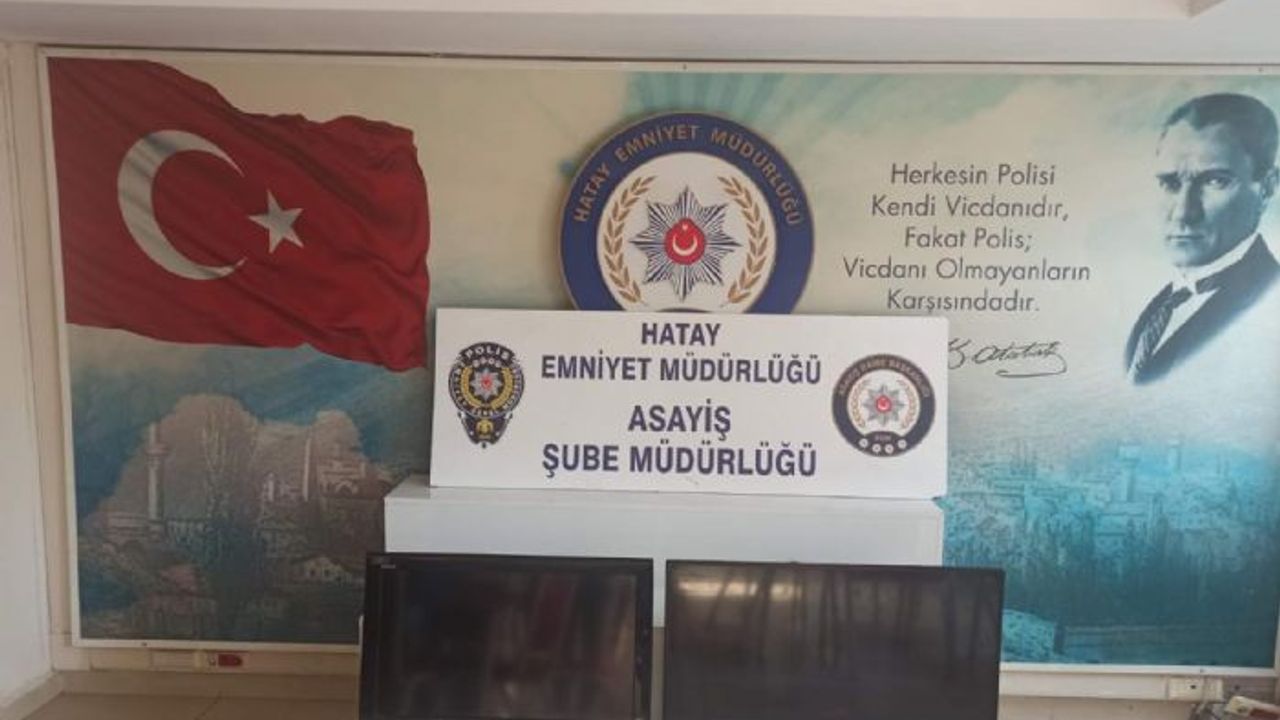 HATAY EMNİYET MÜDÜRLÜĞÜ
Herkesin Polisi
Kendi Vicdanıdır,
Fakat Polis;
Vicdanı Olmayanların
Karşısındadır.
K. Atatürk
HATAY
EMNİYET MÜDÜRLÜĞÜ
ASAYİŞ
ŞUBE MÜDÜRLÜĞÜ
POLİS